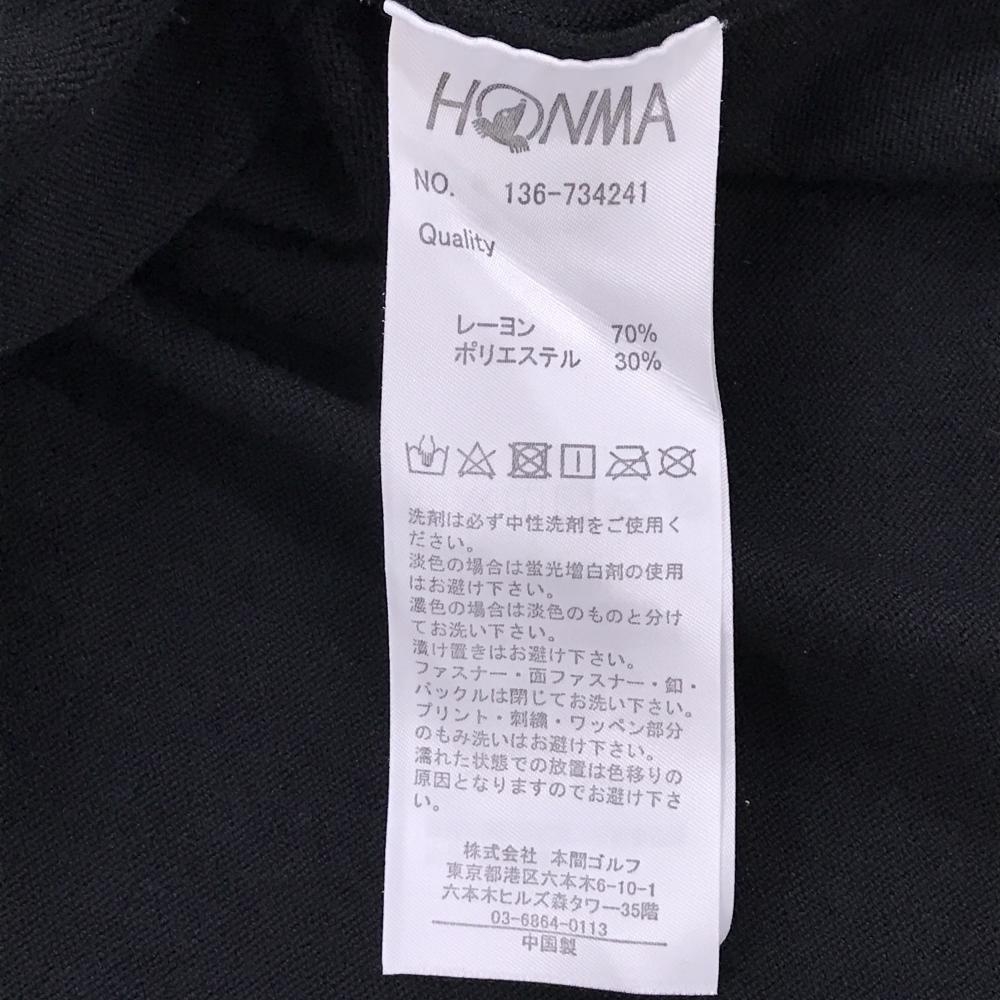 HONMA
NO. 136-734241
Quality
レーヨン 70%
ポリエステル 30%
洗剤は必ず中性洗剤をご使用く
ださい。
淡色の場合は蛍光増白剤の使用
はお避け下さい。
濃色の場合は淡色のものと分け
てお洗い下さい。
漬け置きはお避け下さい。
ファスナー・面ファスナー・釦・
バックルは閉じてお洗い下さい。
プリント・刺繍・ワッペン部分
のもみ洗いはお避け下さい。
濡れた状態での放置は色移りの
原因となりますのでお避け下さ
い。
株式会社 本間ゴルフ
東京都港区六本木6-10-1
六本木ヒルズ森タワー35階
03-6864-0113
中国製